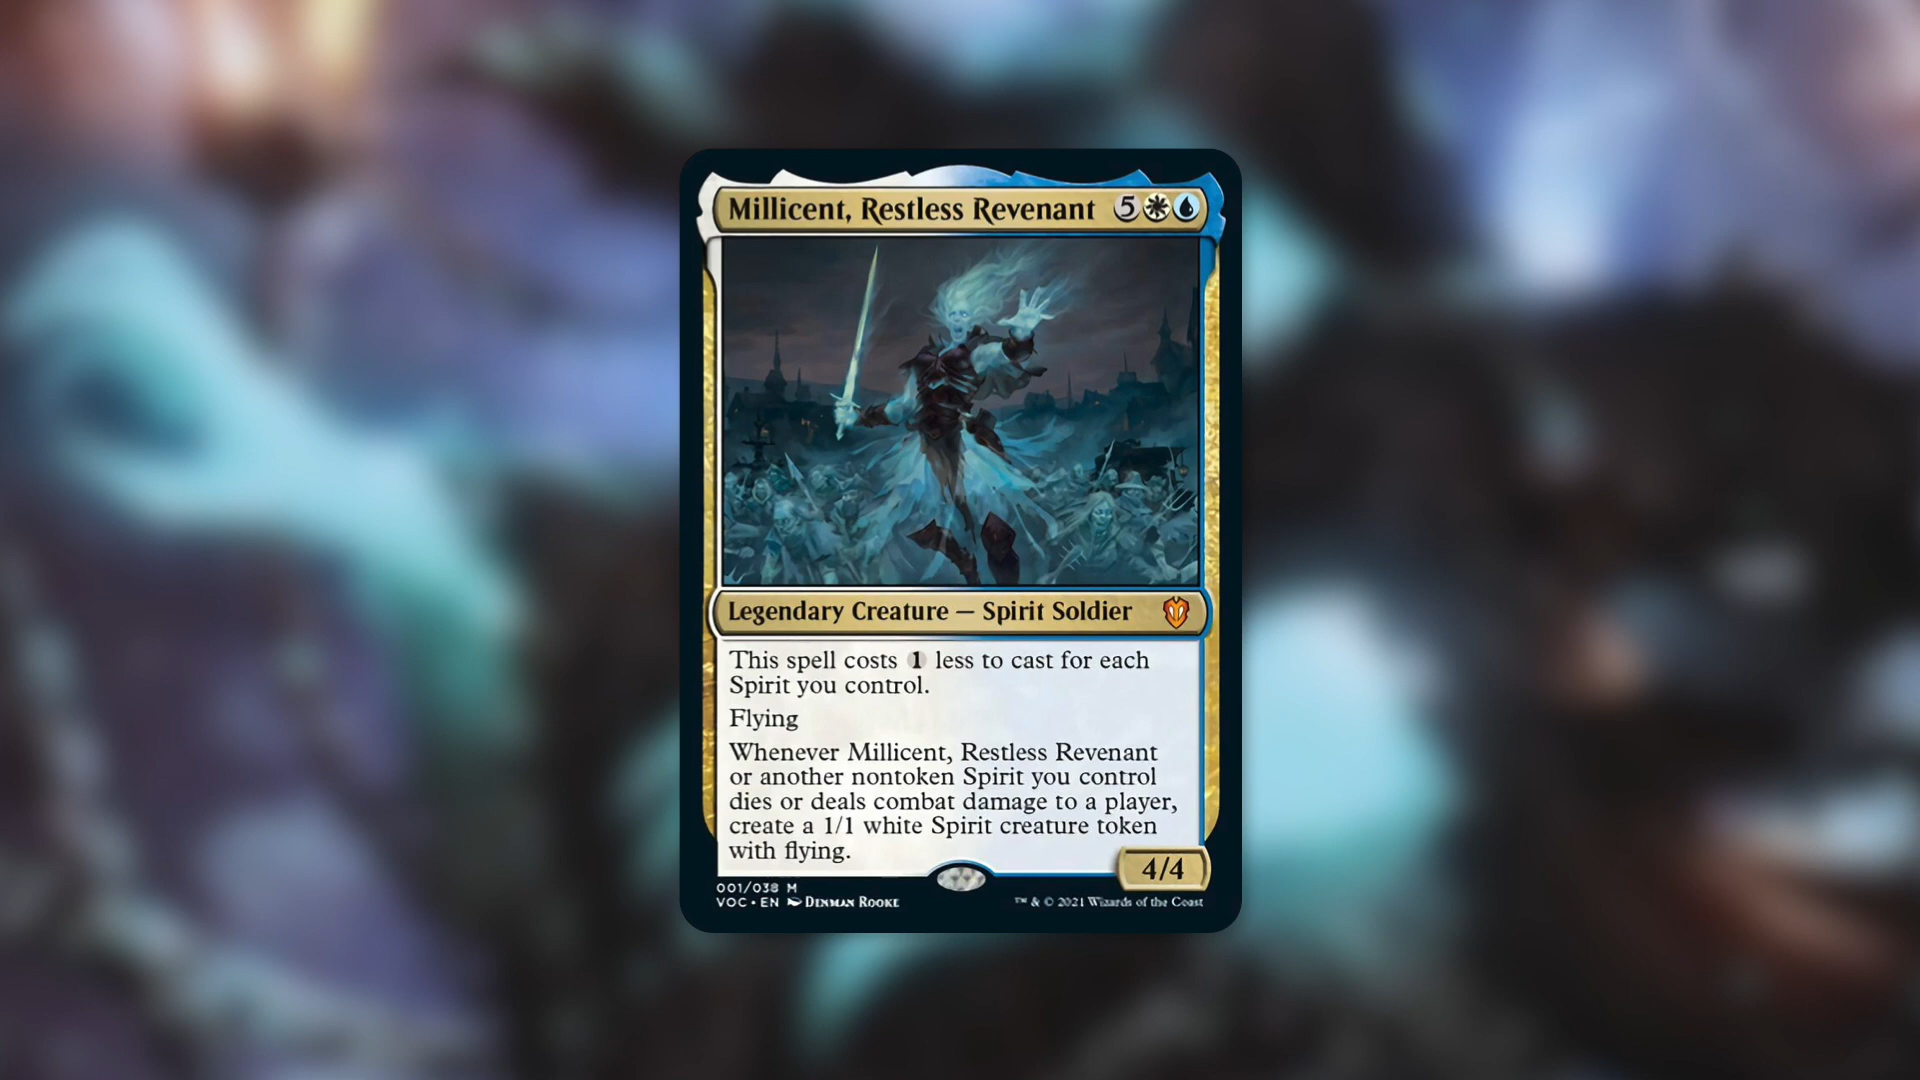 Millicent, Restless Revenant 5
Legendary Creature — Spirit Soldier
This spell costs 1 less to cast for each
Spirit you control.
Flying
Whenever Millicent, Restless Revenant
or another nontoken Spirit you control
dies or deals combat damage to a player,
create a 1/1 white Spirit creature token
with flying.
4/4
001/038 M
VOC • EN Denman Rooke
™ & © 2021 Wizards of the Coast